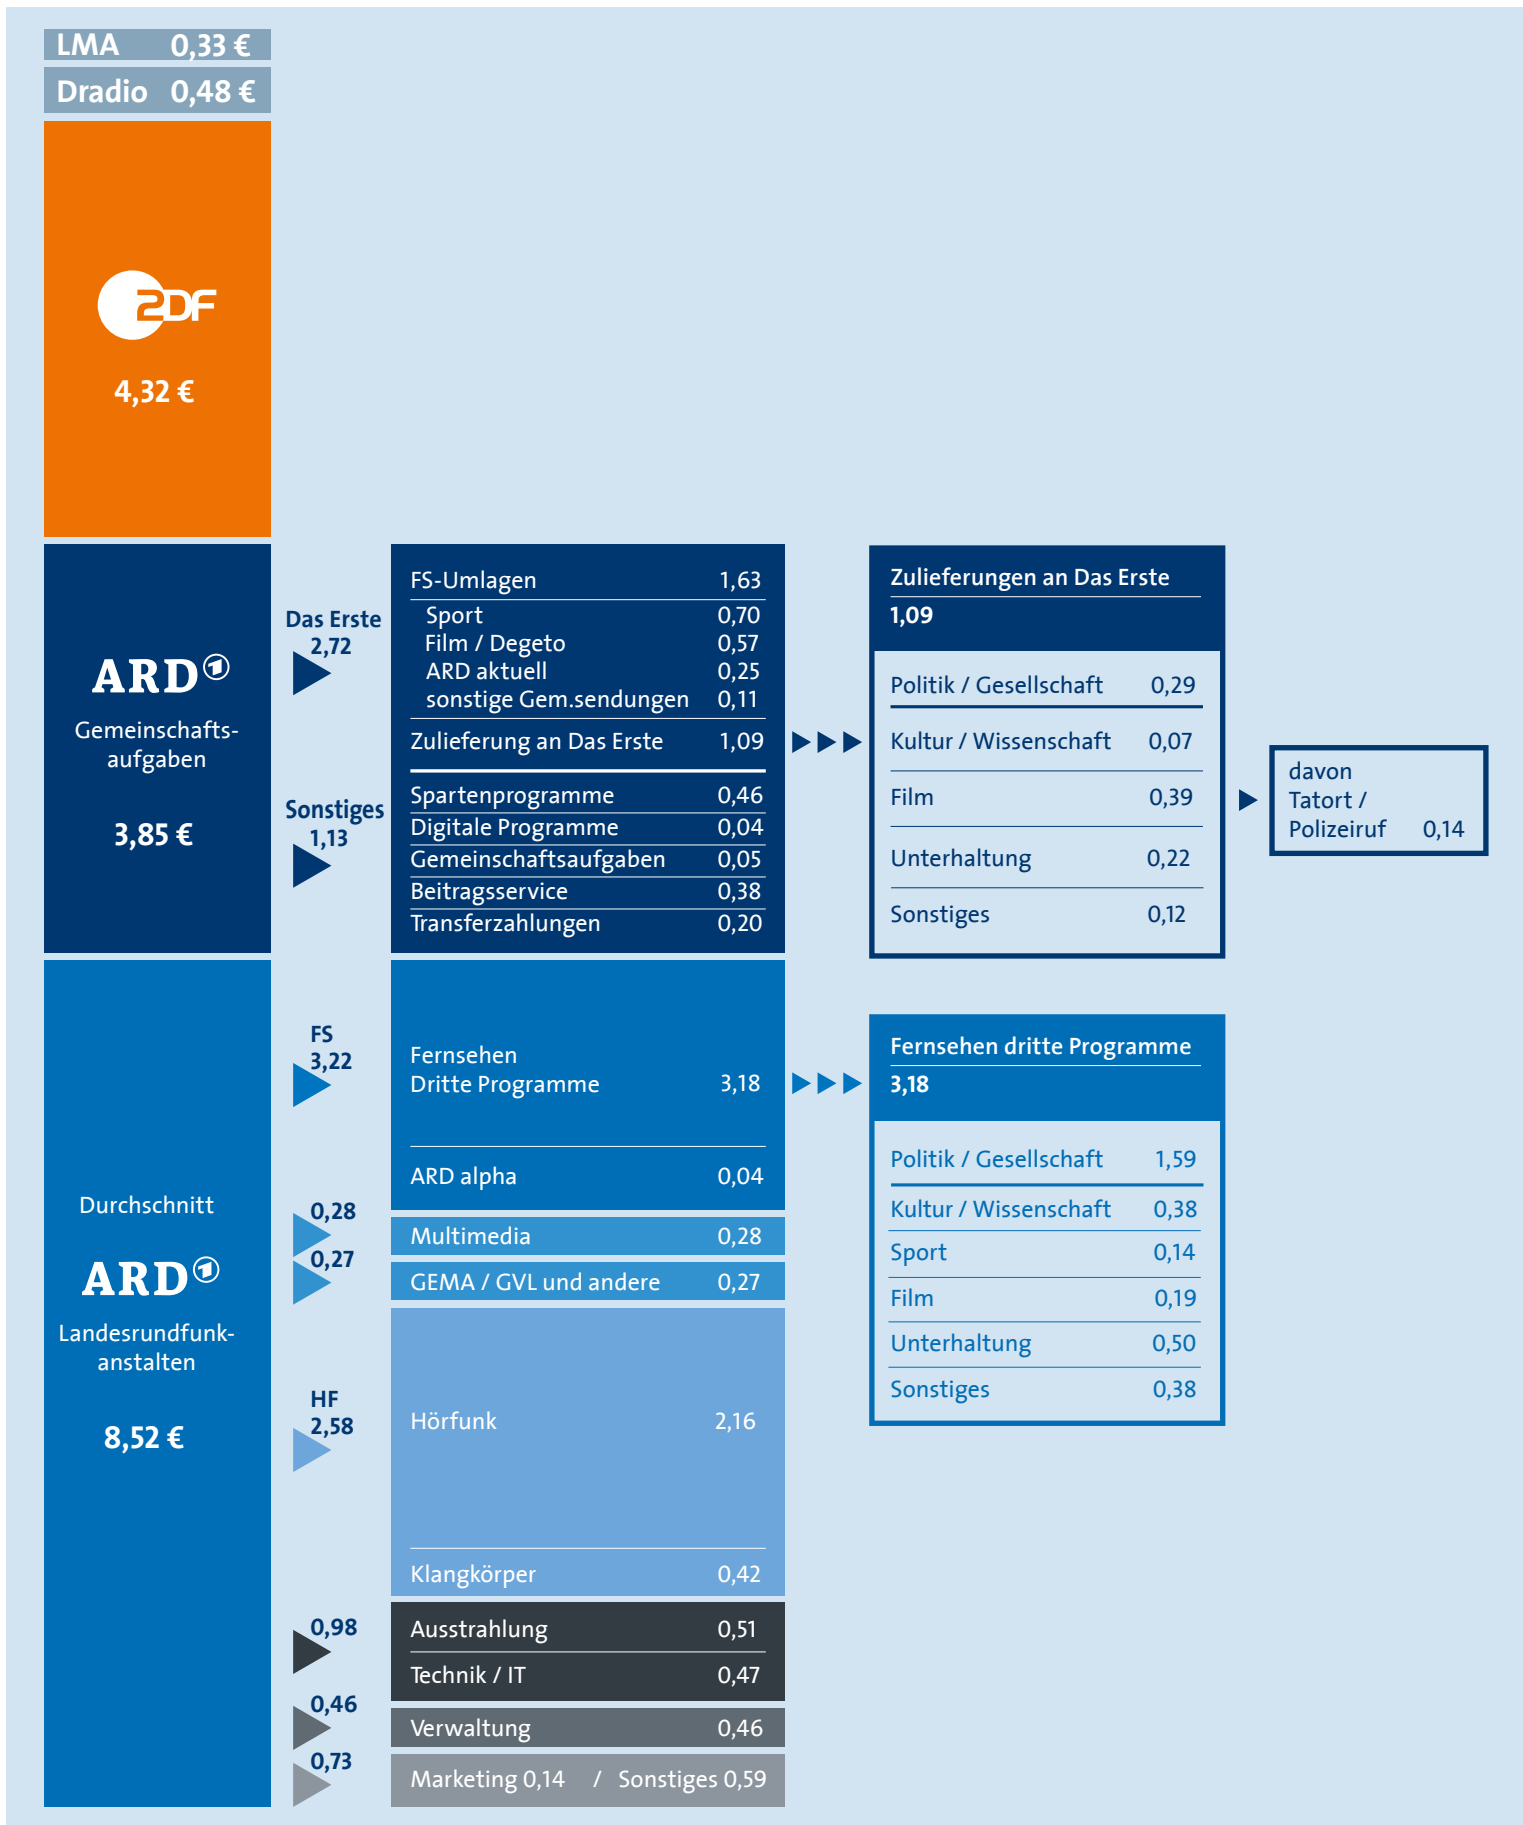 LMA 0,33 €
Dradio 0,48 €
ZDF
4,32 €
ARD 1
Gemeinschafts-
aufgaben
3,85 €
Das Erste
2,72
Sonstiges
1,13
FS-Umlagen 1,63
Sport 0,70
Film / Degeto 0,57
ARD aktuell 0,25
sonstige Gem.sendungen 0,11
Zulieferung an Das Erste 1,09
Spartenprogramme 0,46
Digitale Programme 0,04
Gemeinschaftsaufgaben 0,05
Beitragsservice 0,38
Transferzahlungen 0,20
Zulieferungen an Das Erste
1,09
Politik / Gesellschaft 0,29
Kultur / Wissenschaft 0,07
Film 0,39
Unterhaltung 0,22
Sonstiges 0,12
davon
Tatort /
Polizeiruf 0,14
Durchschnitt
ARD 1
Landesrundfunk-
anstalten
8,52 €
FS
3,22
0,28
0,27
HF
2,58
0,98
0,46
0,73
Fernsehen
Dritte Programme 3,18
ARD alpha 0,04
Multimedia 0,28
GEMA / GVL und andere 0,27
Hörfunk 2,16
Klangkörper 0,42
Ausstrahlung 0,51
Technik / IT 0,47
Verwaltung 0,46
Marketing 0,14 / Sonstiges 0,59
Fernsehen dritte Programme
3,18
Politik / Gesellschaft 1,59
Kultur / Wissenschaft 0,38
Sport 0,14
Film 0,19
Unterhaltung 0,50
Sonstiges 0,38